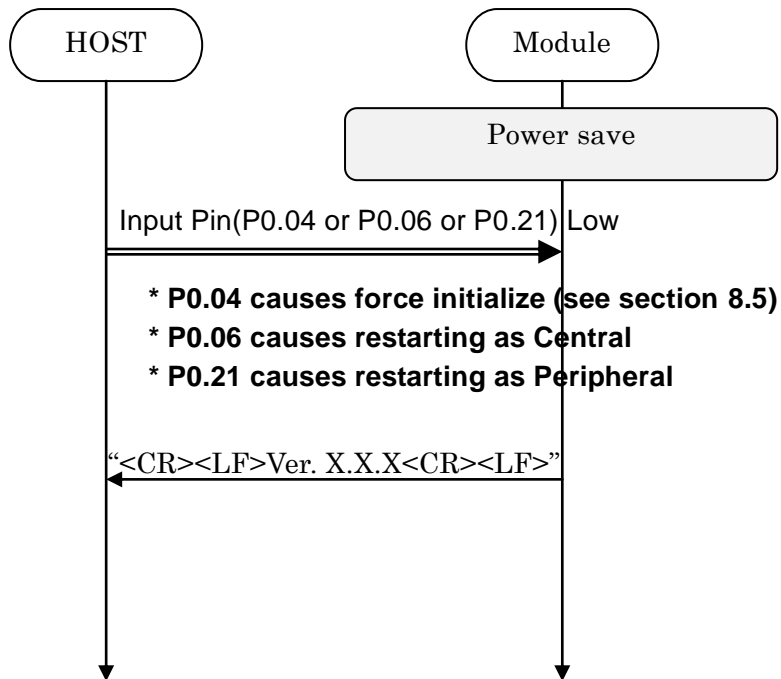 HOST
Module
Power save
Input Pin(P0.04 or P0.06 or P0.21) Low
* P0.04 causes force initialize (see section 8.5)
* P0.06 causes restarting as Central
* P0.21 causes restarting as Peripheral
“<CR><LF>Ver. X.X.X<CR><LF>”